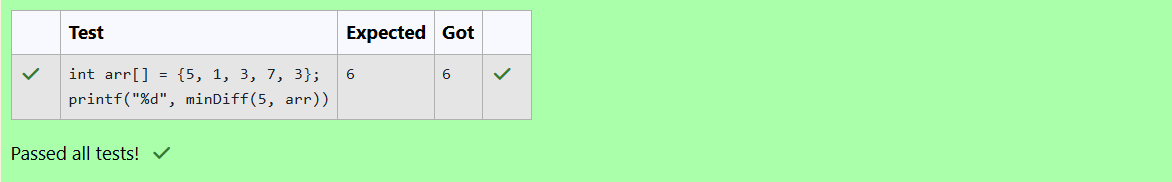 Test Expected Got
int arr[] = {5, 1, 3, 7, 3}; 6 6
printf("%d", minDiff(5, arr))
Passed all tests!